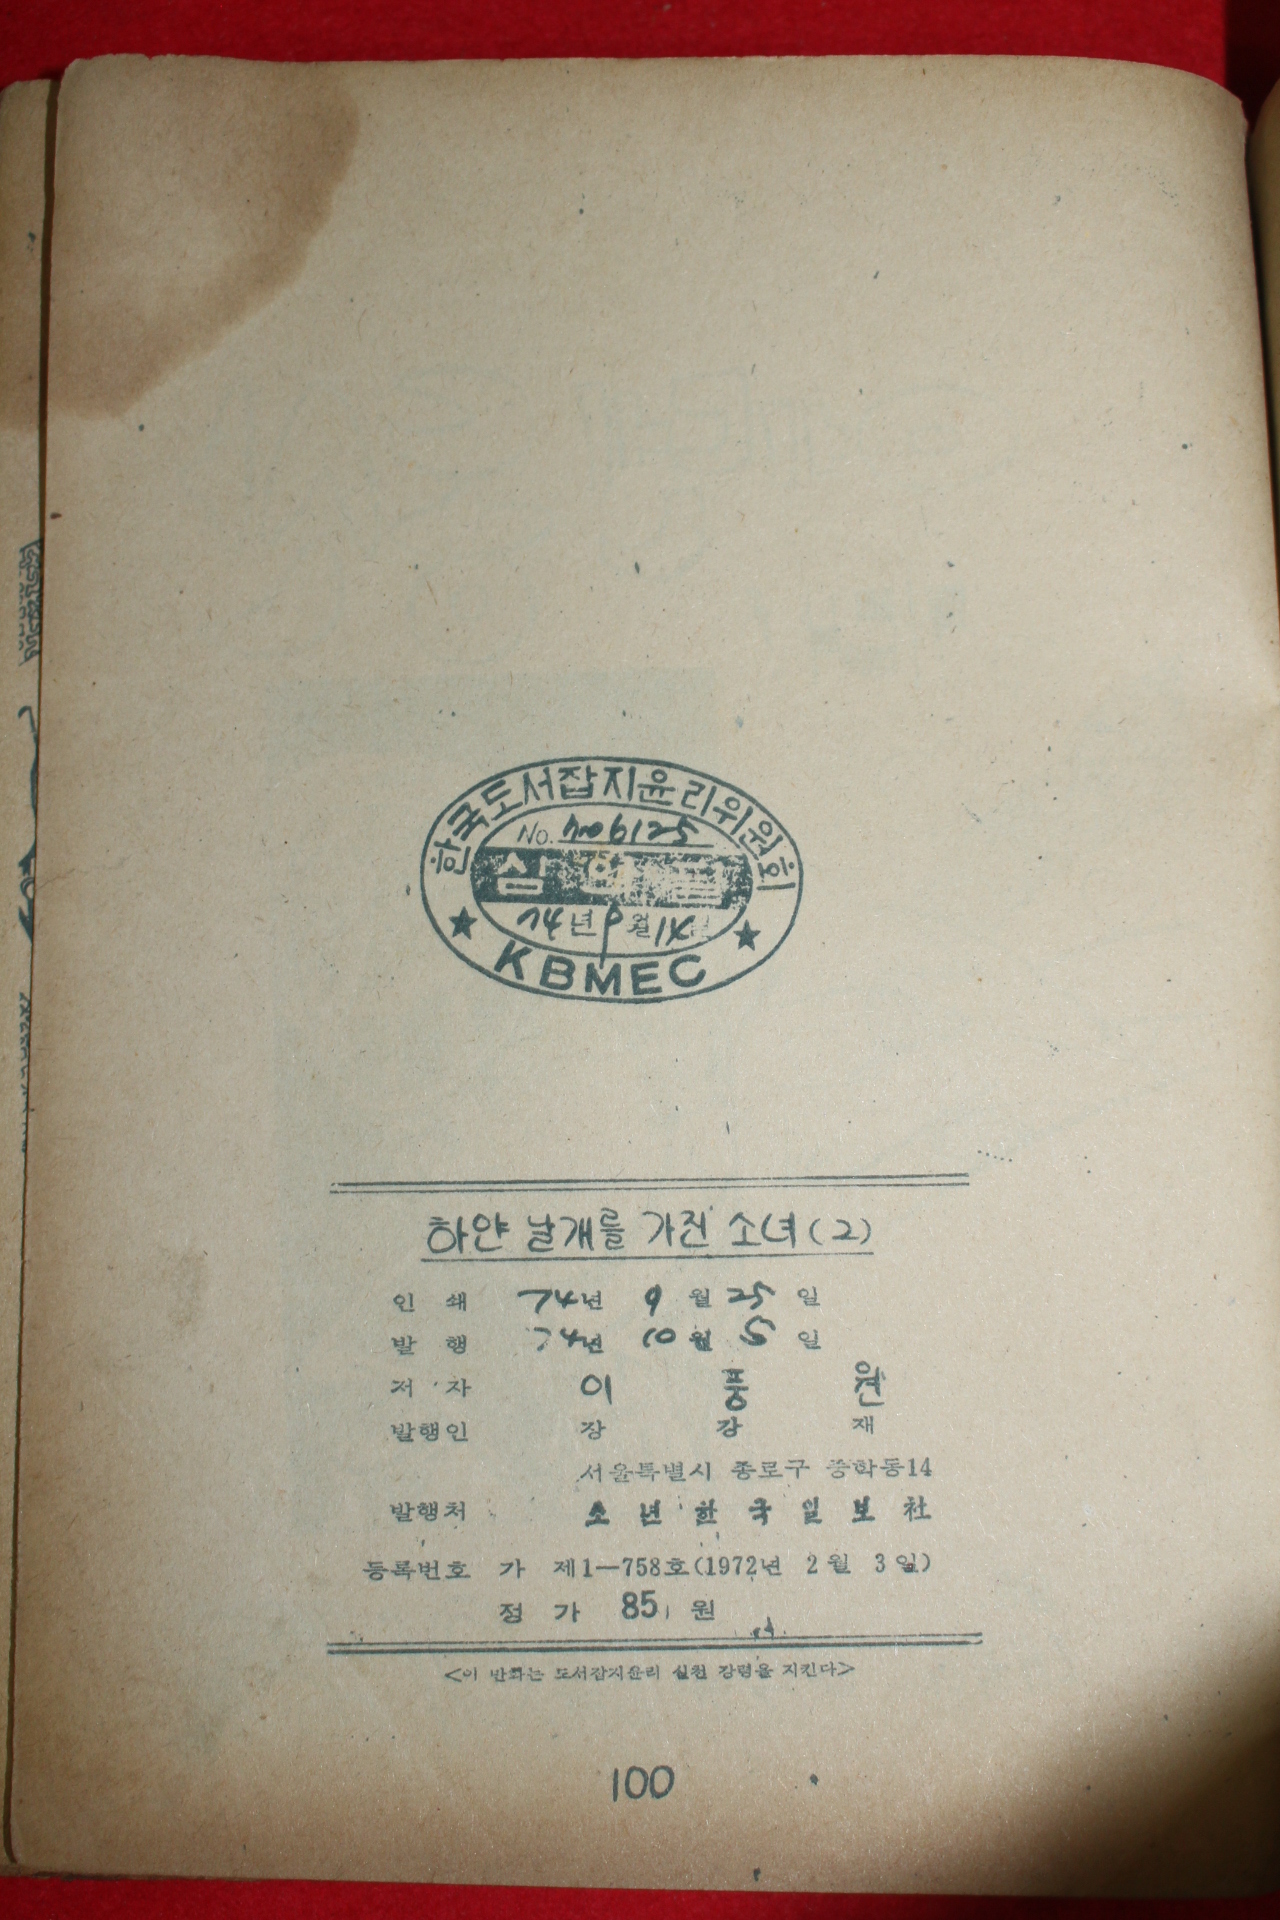 한국도서잡지윤리위원회
No. 706125
심의필
74년 9월 14일
★ KBMEC ★
하얀 날개를 가진 소녀(2)
인 쇄 74년 9월 25일
발 행 74년 10월 5일
저 자 이 풍 원
발행인 장 강 재
서울특별시 종로구 중학동14
발행처 소년한국일보社
등록번호 가 제1—758호(1972년 2월 3일)
정 가 85 원
<이 만화는 도서잡지윤리 실천 강령을 지킨다>
100